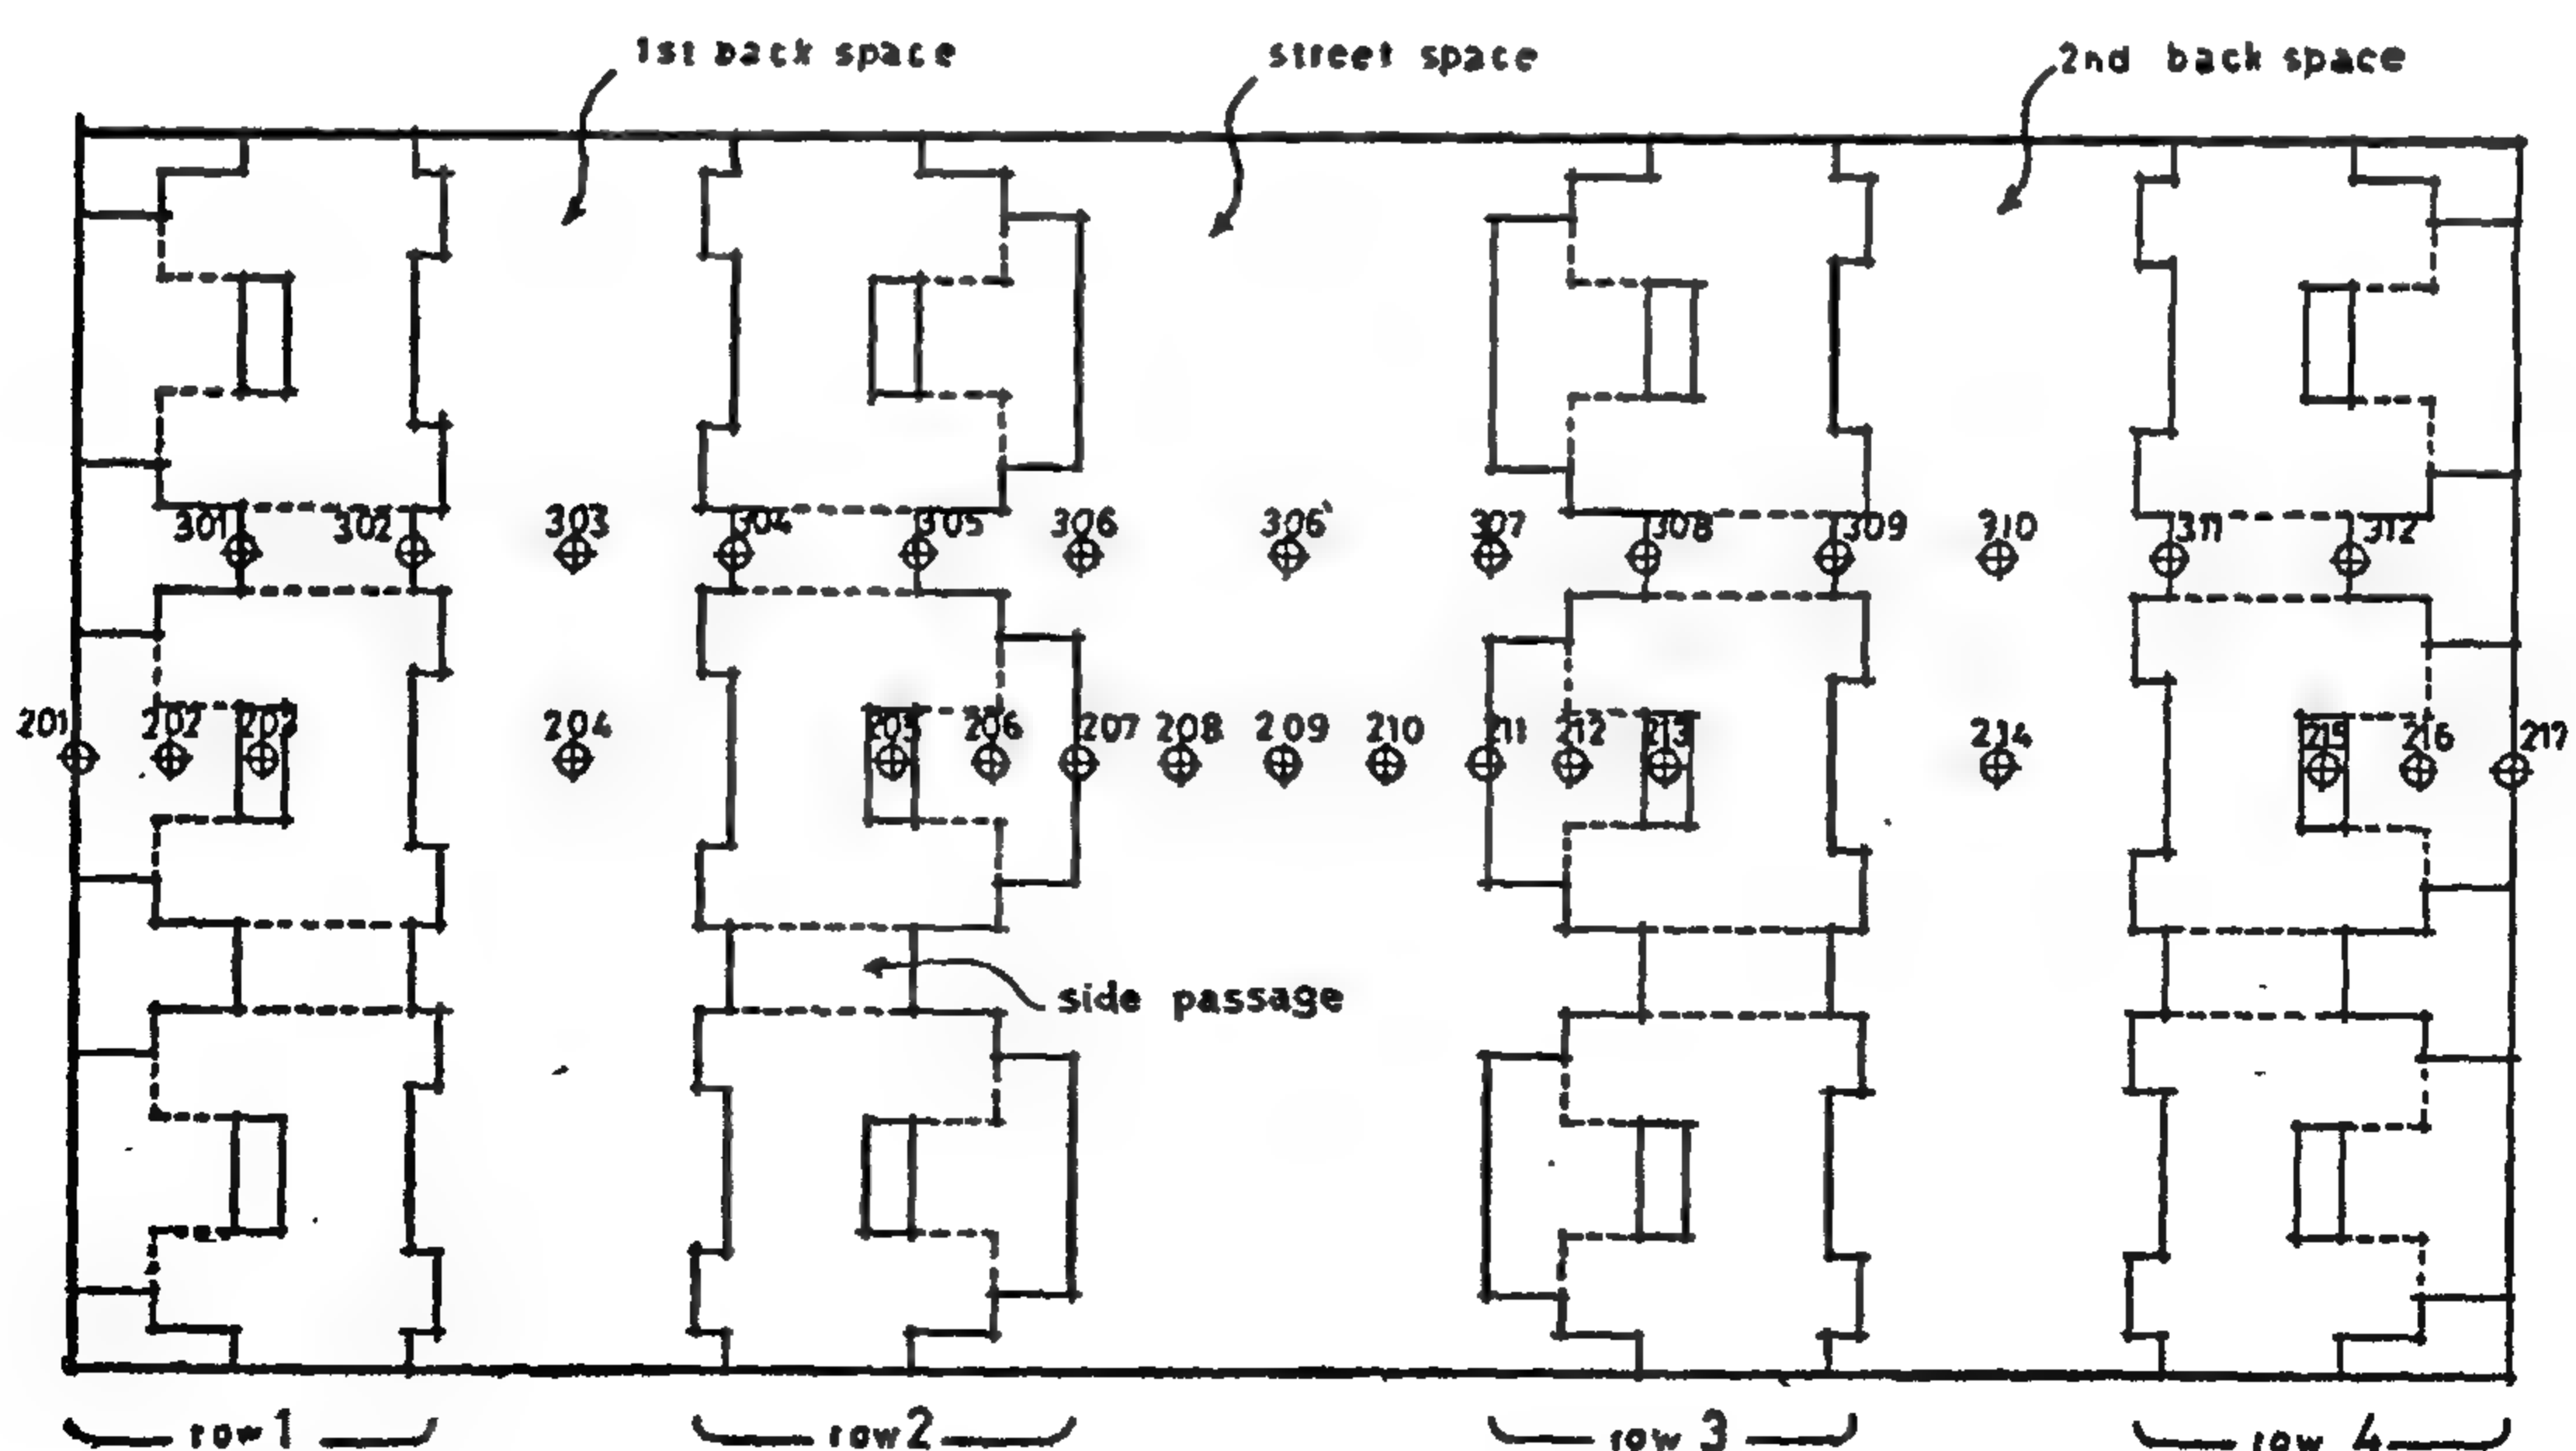 1st back space street space 2nd back space
301 302 303 304 305 306 306' 307 308 309 310 311 312
201 202 203 204 205 206 207 208 209 210 211 212 213 214 215 216 217
side passage
row 1 row 2 row 3 row 4